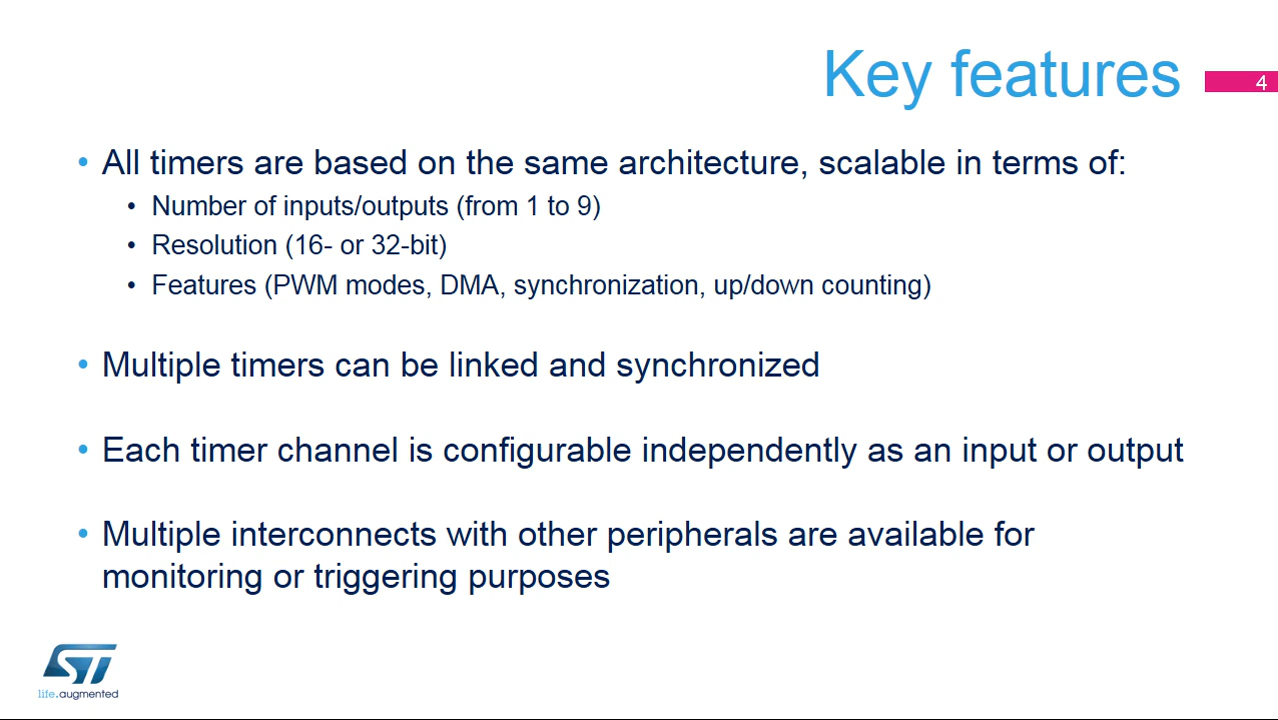 Key features
4
• All timers are based on the same architecture, scalable in terms of:
• Number of inputs/outputs (from 1 to 9)
• Resolution (16- or 32-bit)
• Features (PWM modes, DMA, synchronization, up/down counting)
• Multiple timers can be linked and synchronized
• Each timer channel is configurable independently as an input or output
• Multiple interconnects with other peripherals are available for
monitoring or triggering purposes
ST
life.augmented